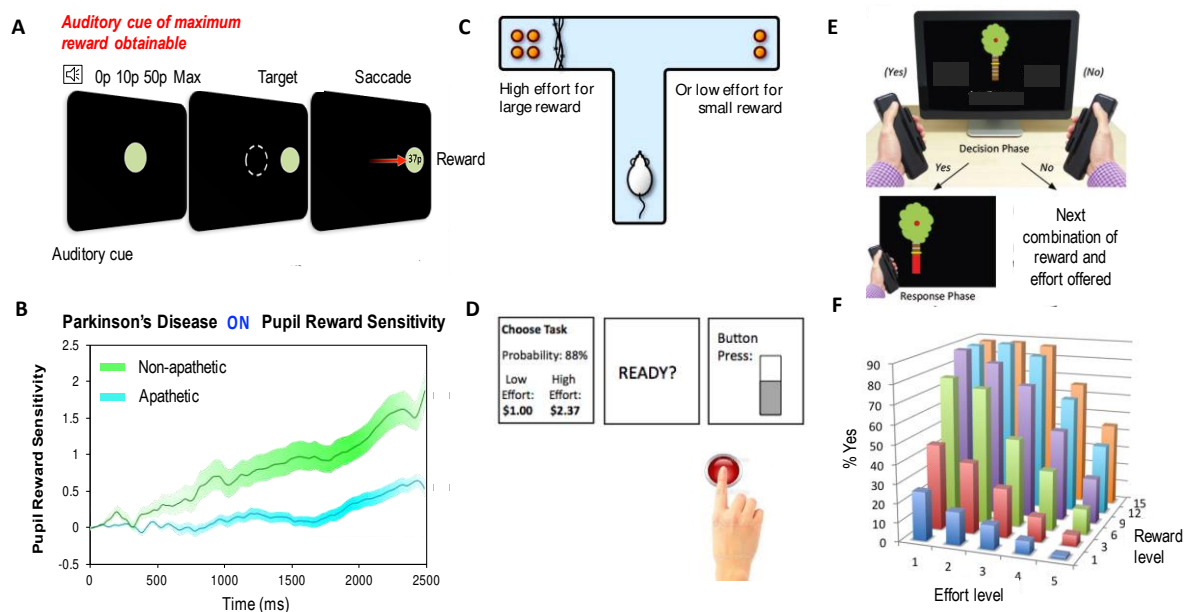 A
Auditory cue of maximum
reward obtainable
0p 10p 50p Max
Target
Saccade
37p
Reward
Auditory cue
B
Parkinson's Disease ON Pupil Reward Sensitivity
Pupil Reward Sensitivity
2.5
2
1.5
1
0.5
0
-0.5
Non-apathetic
Apathetic
0
500
1000
1500
2000
2500
Time (ms)
C
High effort for
large reward
Or low effort for
small reward
D
Choose Task
Probability: 88%
Low
Effort:
$1.00
High
Effort:
$2.37
READY?
Button
Press:
E
(Yes)
(No)
Decision Phase
Yes
No
Response Phase
Next
combination of
reward and
effort offered
F
% Yes
90
80
70
60
50
40
30
20
10
0
1
2
3
4
5
Effort level
15
12
9
6
3
1
Reward
level